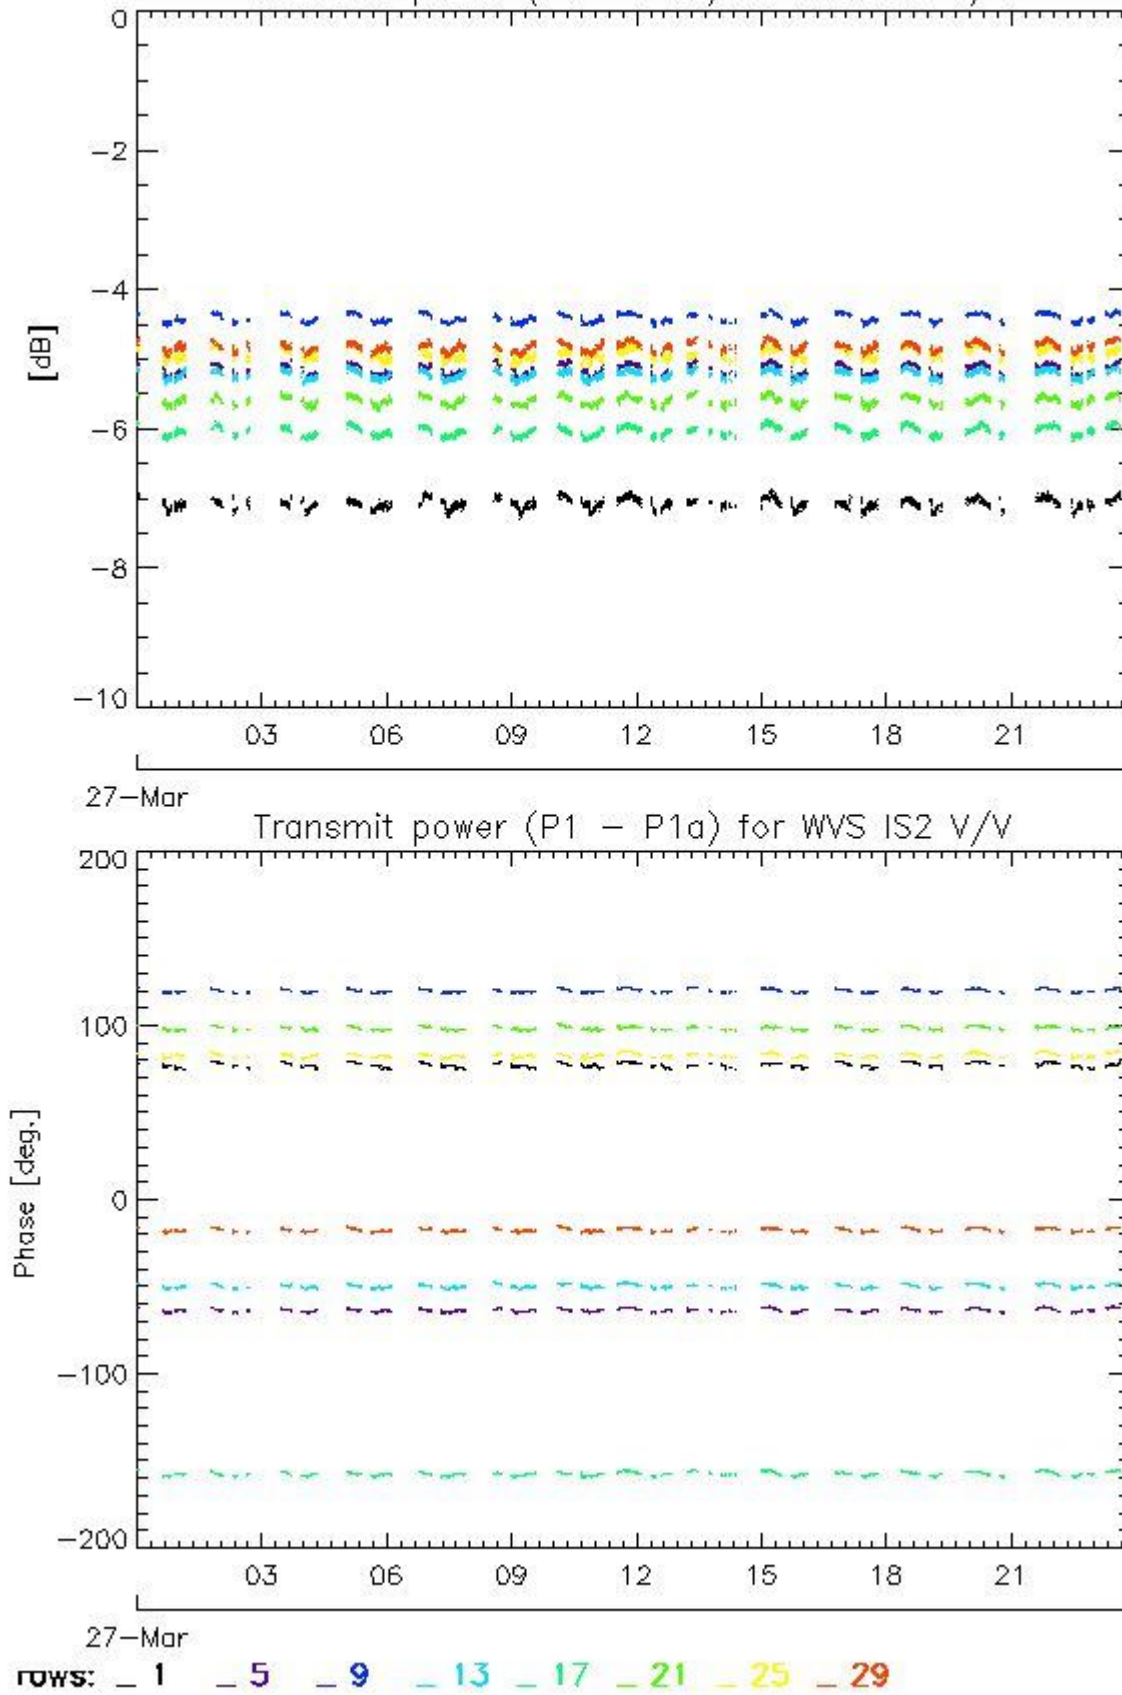 0
-2
-4
[dB]
-6
-8
-10
03 06 09 12 15 18 21
27-Mar
Transmit power (P1 - P1a) for WVS IS2 V/V
200
100
0
Phase [deg.]
-100
-200
03 06 09 12 15 18 21
27-Mar
rows: _ 1 _ 5 _ 9 _ 13 _ 17 _ 21 _ 25 _ 29